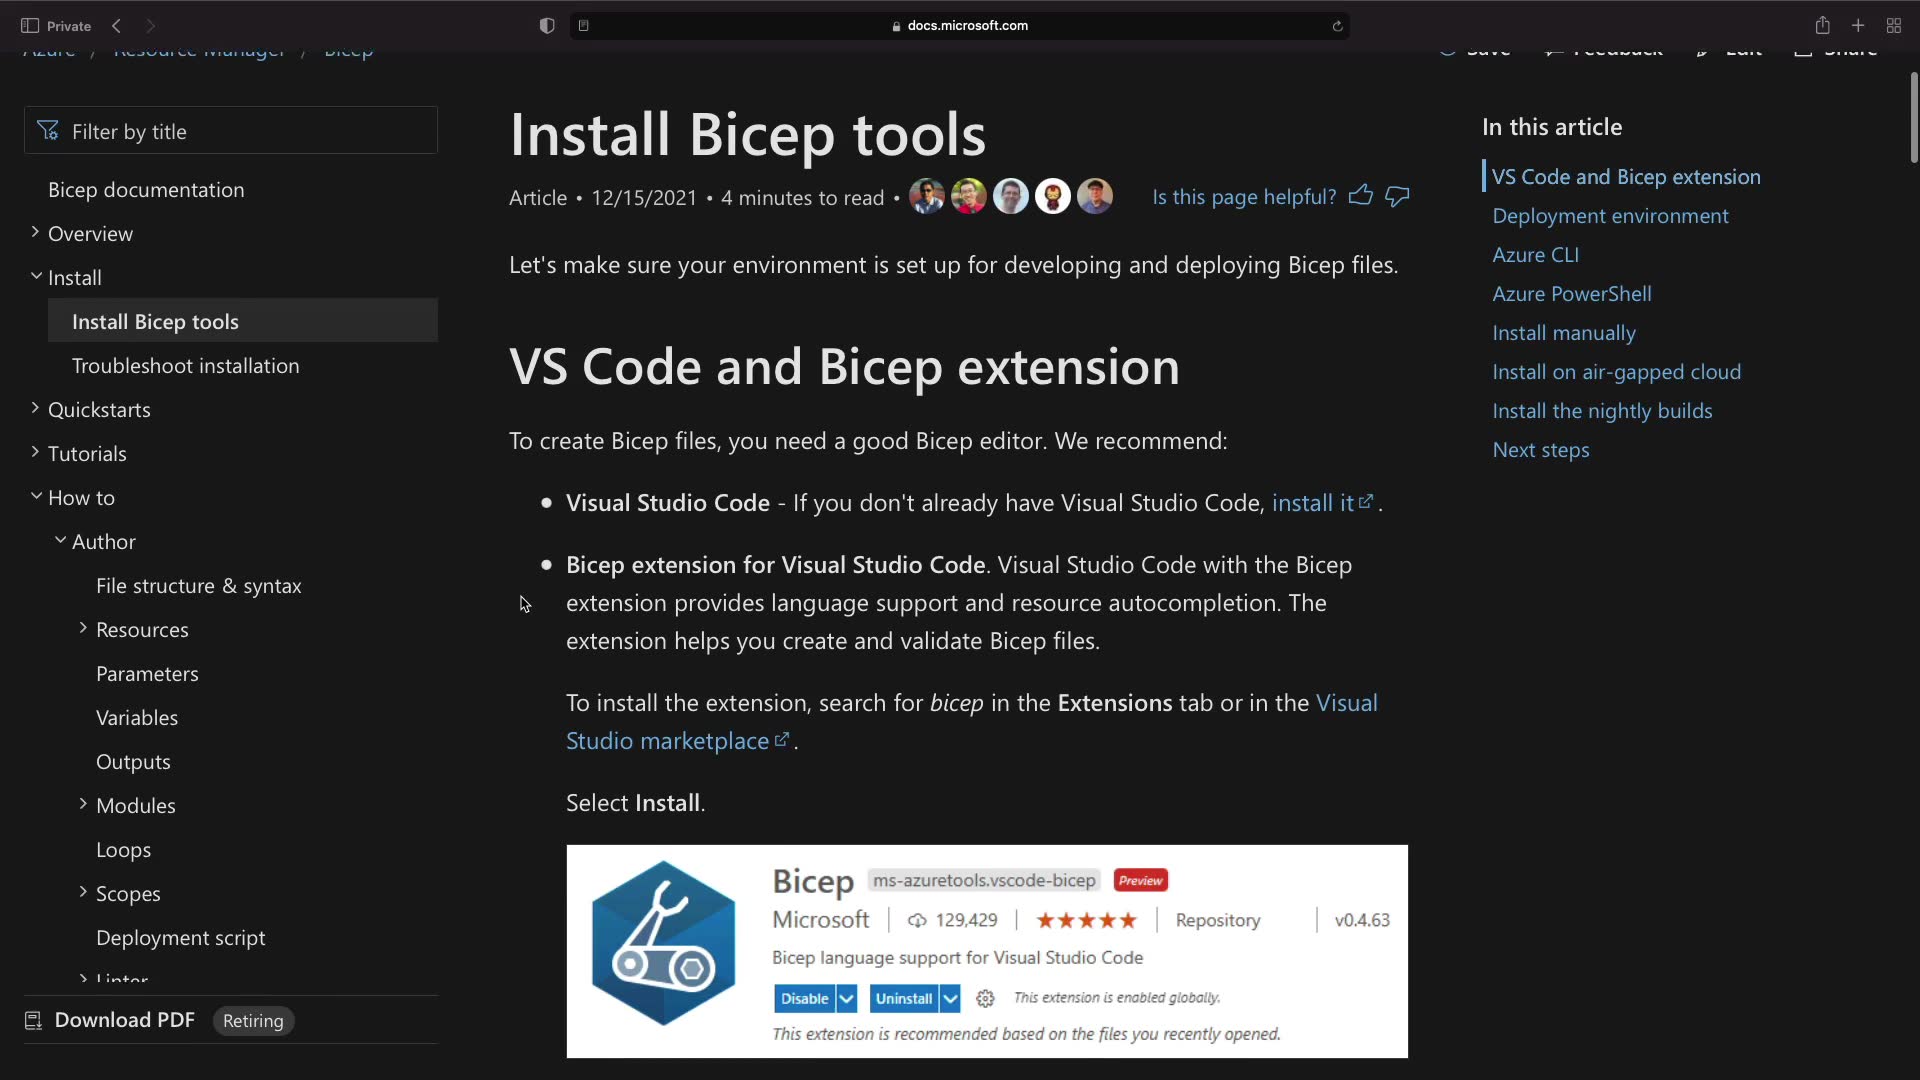 Private
docs.microsoft.com
Azure / Resource Manager / Bicep
Save Feedback Edit Share
Filter by title
Bicep documentation
Overview
Install
Install Bicep tools
Troubleshoot installation
Quickstarts
Tutorials
How to
Author
File structure & syntax
Resources
Parameters
Variables
Outputs
Modules
Loops
Scopes
Deployment script
Linter
Download PDF Retiring
Install Bicep tools
Article • 12/15/2021 • 4 minutes to read •
Is this page helpful?
Let's make sure your environment is set up for developing and deploying Bicep files.
VS Code and Bicep extension
To create Bicep files, you need a good Bicep editor. We recommend:
• Visual Studio Code - If you don't already have Visual Studio Code, install it.
• Bicep extension for Visual Studio Code. Visual Studio Code with the Bicep
extension provides language support and resource autocompletion. The
extension helps you create and validate Bicep files.
To install the extension, search for bicep in the Extensions tab or in the Visual
Studio marketplace.
Select Install.
Bicep ms-azuretools.vscode-bicep Preview
Microsoft | 129,429 | ★★★★★ | Repository | v0.4.63
Bicep language support for Visual Studio Code
Disable Uninstall This extension is enabled globally.
This extension is recommended based on the files you recently opened.
In this article
VS Code and Bicep extension
Deployment environment
Azure CLI
Azure PowerShell
Install manually
Install on air-gapped cloud
Install the nightly builds
Next steps